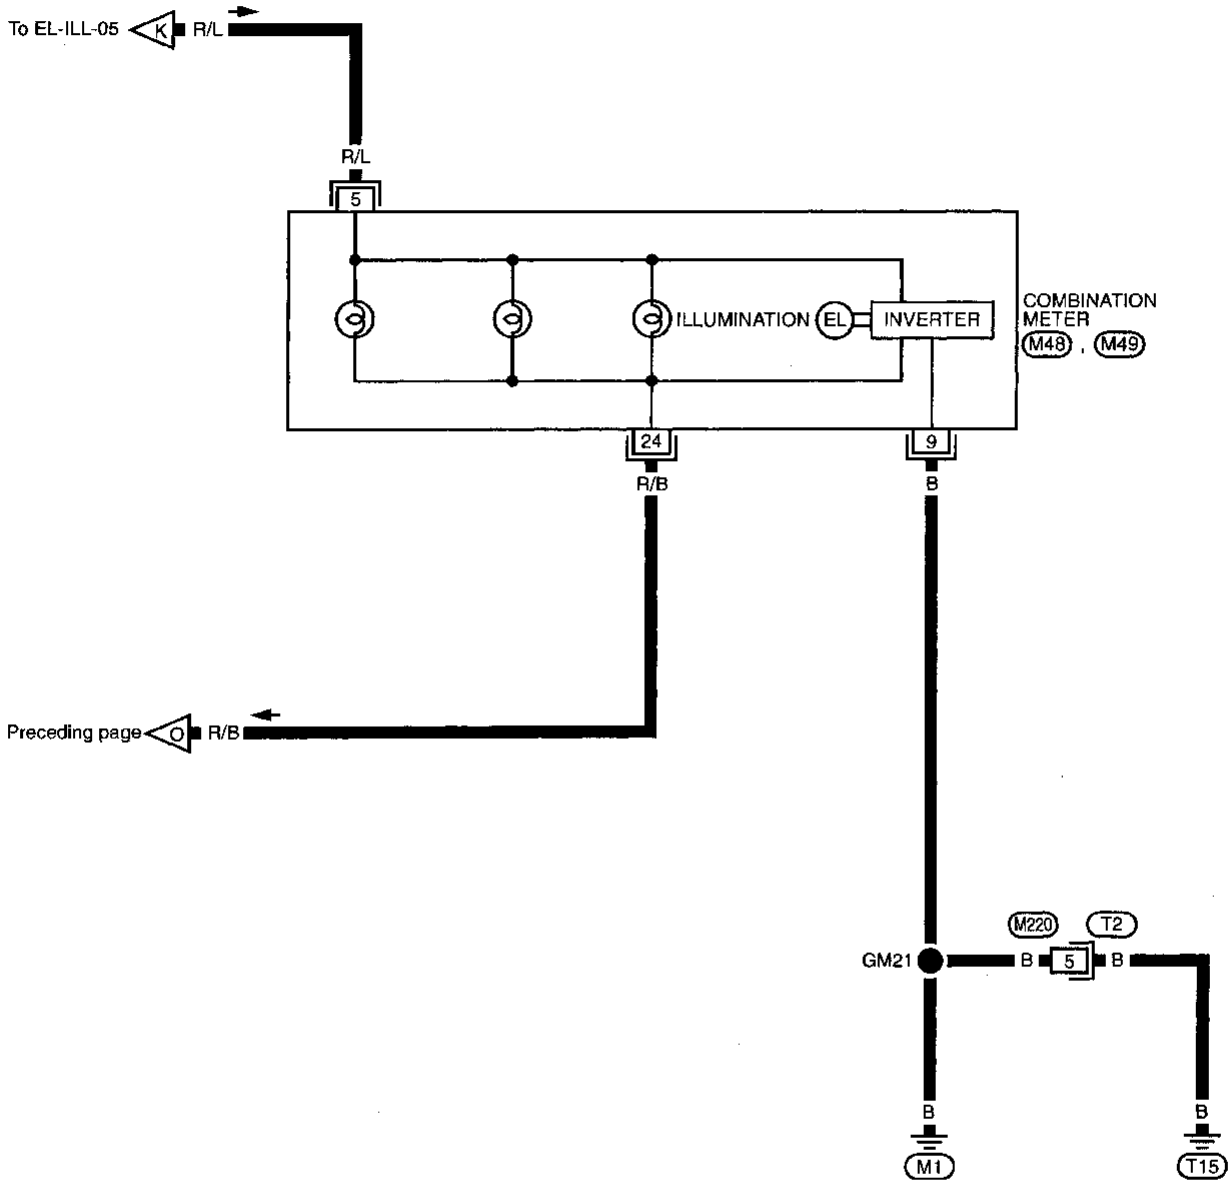 To EL-ILL-05 K R/L
R/L
5
ILLUMINATION EL INVERTER
COMBINATION
METER
M48 , M49
24
9
R/B
B
Preceding page O R/B
M220 T2
GM21 B 5 B
B
B
M1
T15